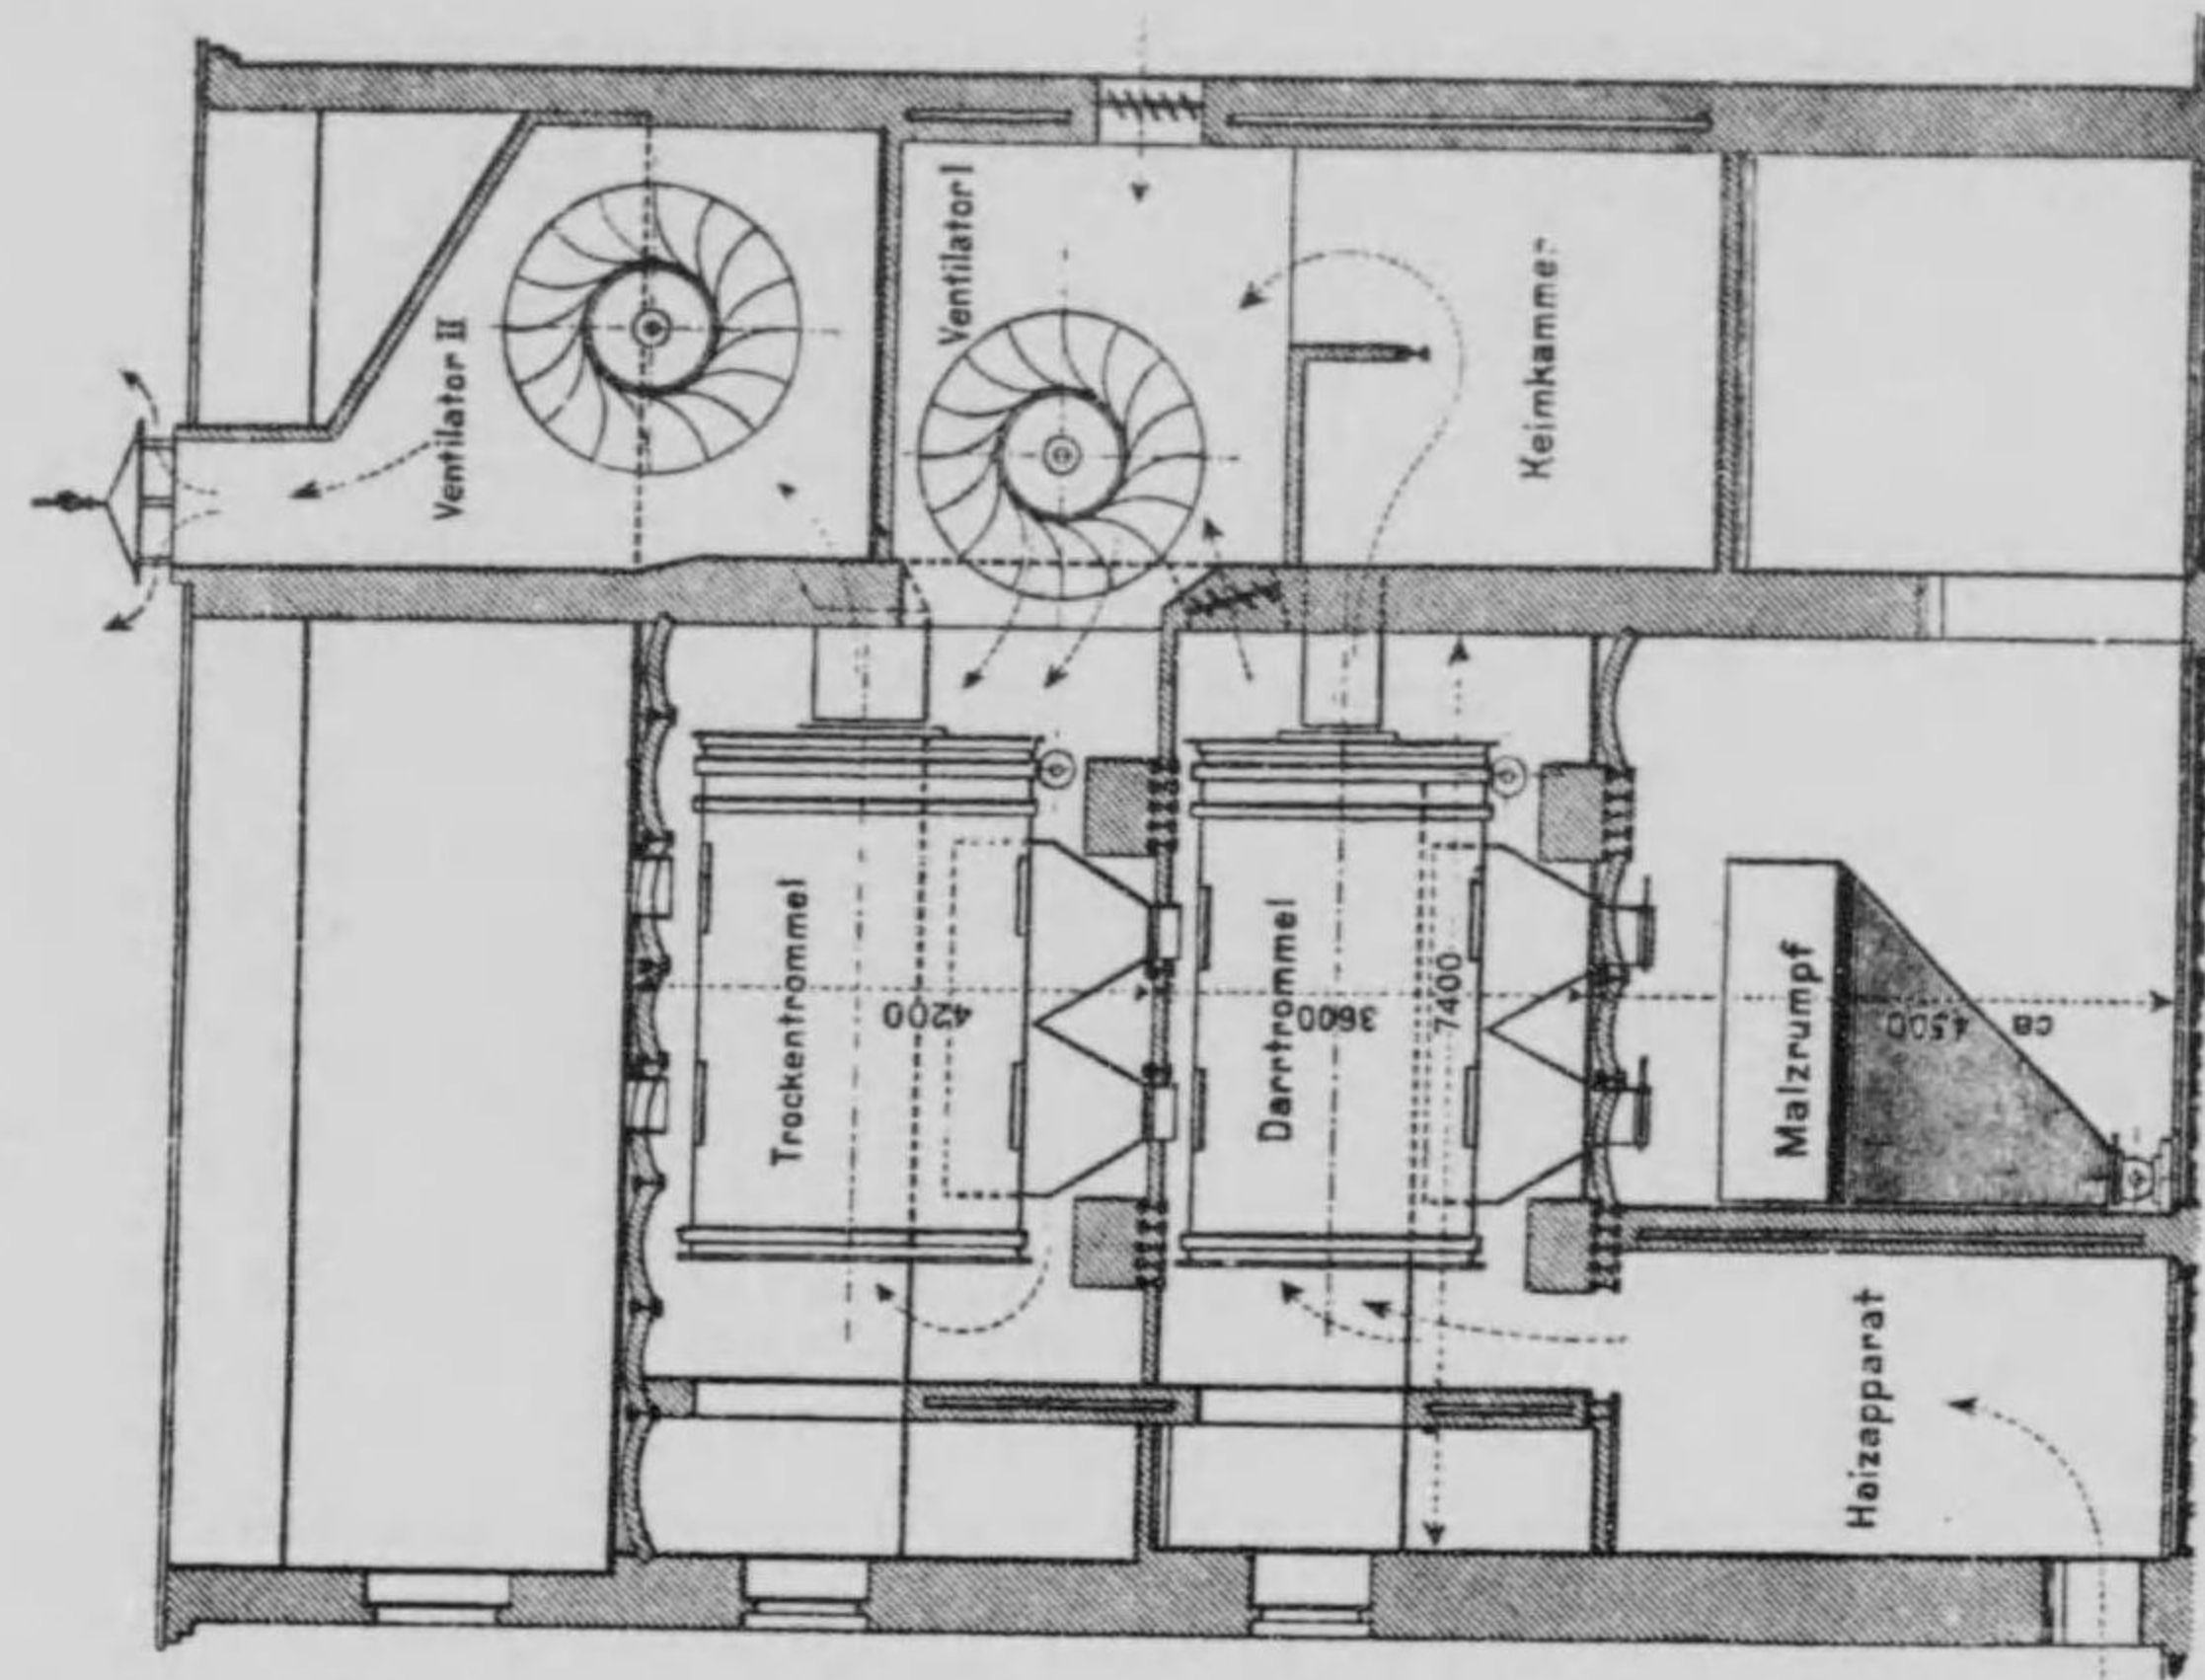 Ventilator II
Trockentrommel
4200
Ventilator I
Darrtrommel
3600
7400
Keimkammer
Malzrumpf
Heizapparat
ca 4500